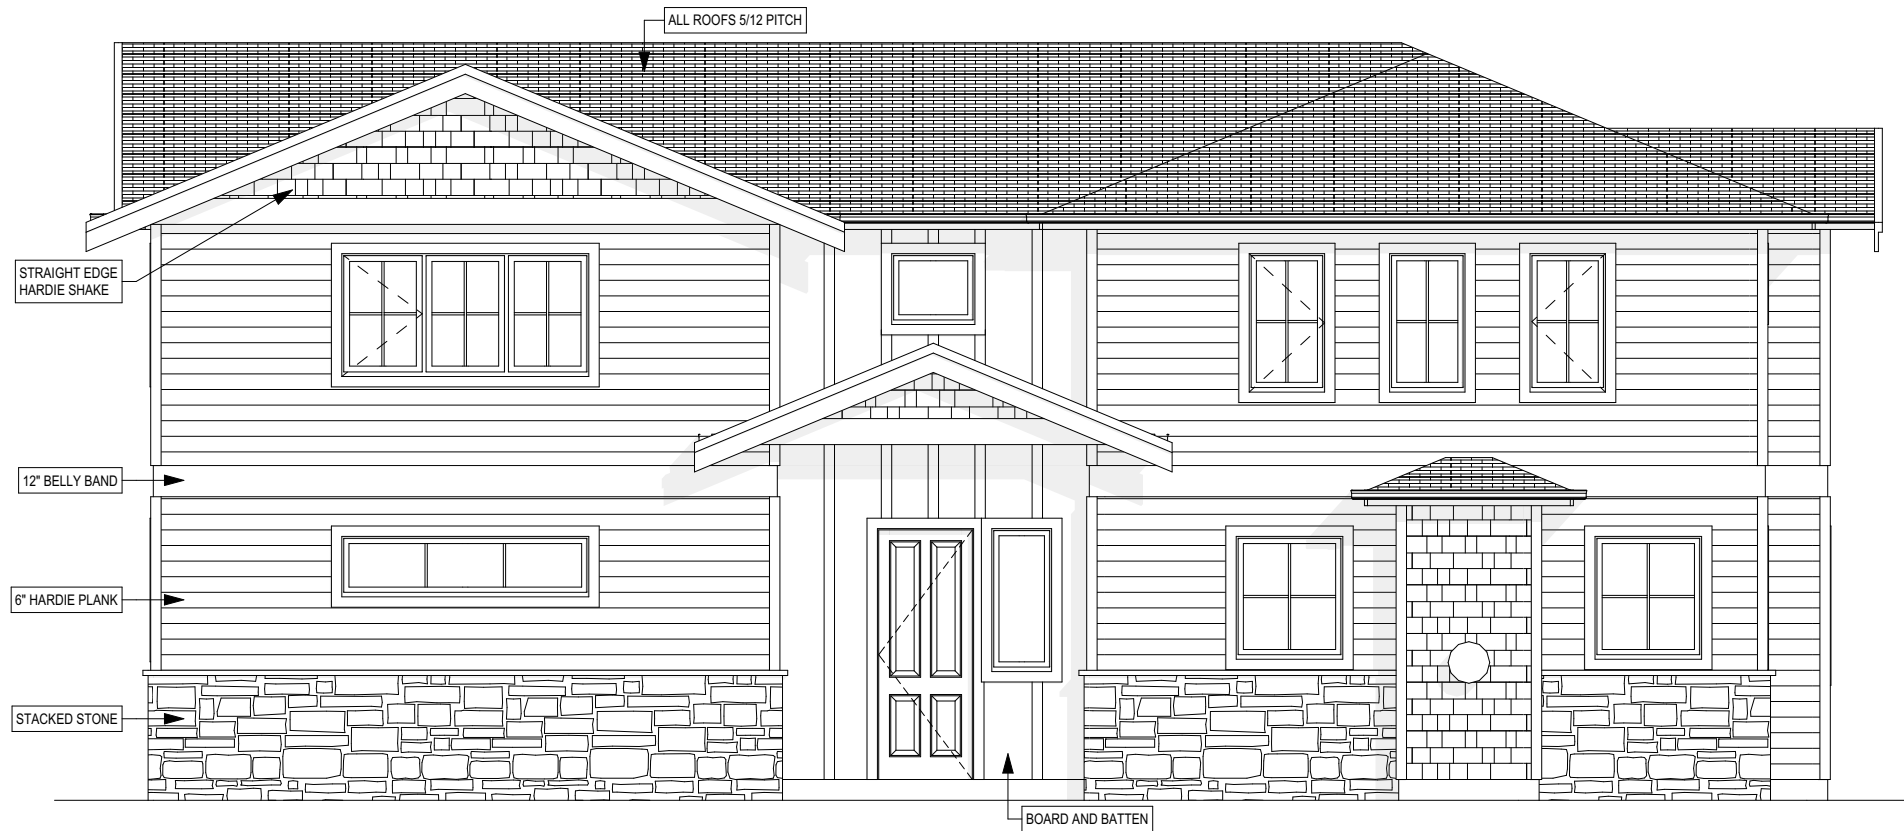 ALL ROOFS 5/12 PITCH
STRAIGHT EDGE
HARDIE SHAKE
12" BELLY BAND
6" HARDIE PLANK
STACKED STONE
BOARD AND BATTEN